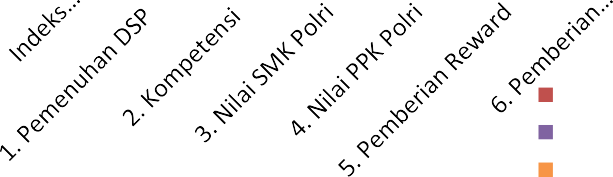 Indeks...
1. Pemenuhan DSP
2. Kompetensi
3. Nilai SMK Polri
4. Nilai PPK Polri
5. Pemberian Reward
6. Pemberian...